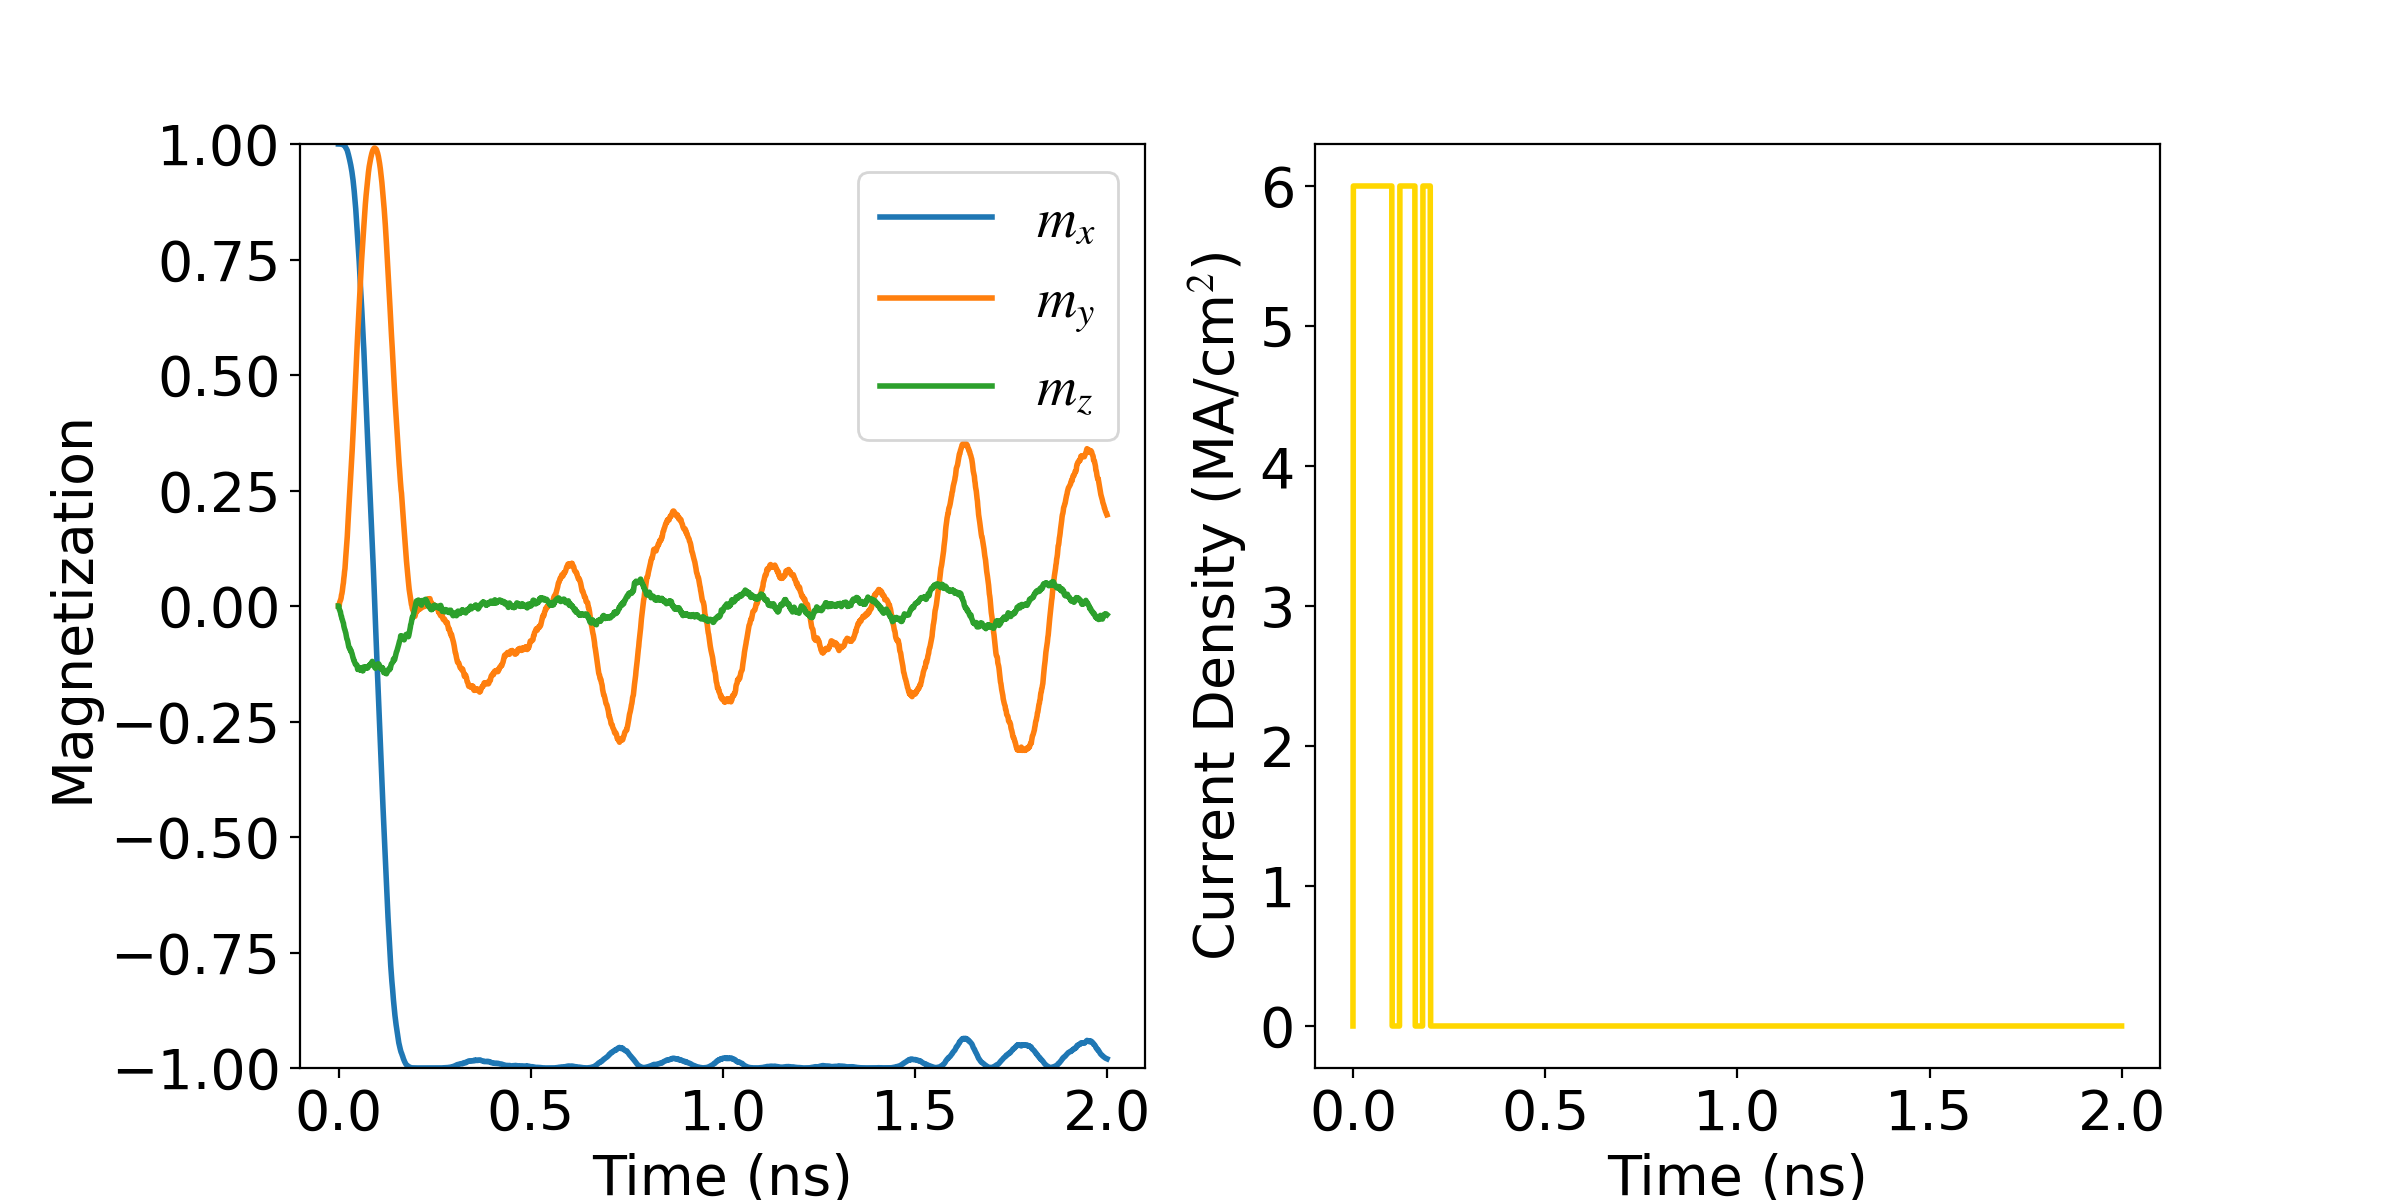 1.00
0.75
0.50
0.25
0.00
−0.25
−0.50
−0.75
−1.00
Magnetization
0.0 0.5 1.0 1.5 2.0
Time (ns)
mₓ
m_y
m_z
6
5
4
3
2
1
0
Current Density (MA/cm²)
0.0 0.5 1.0 1.5 2.0
Time (ns)